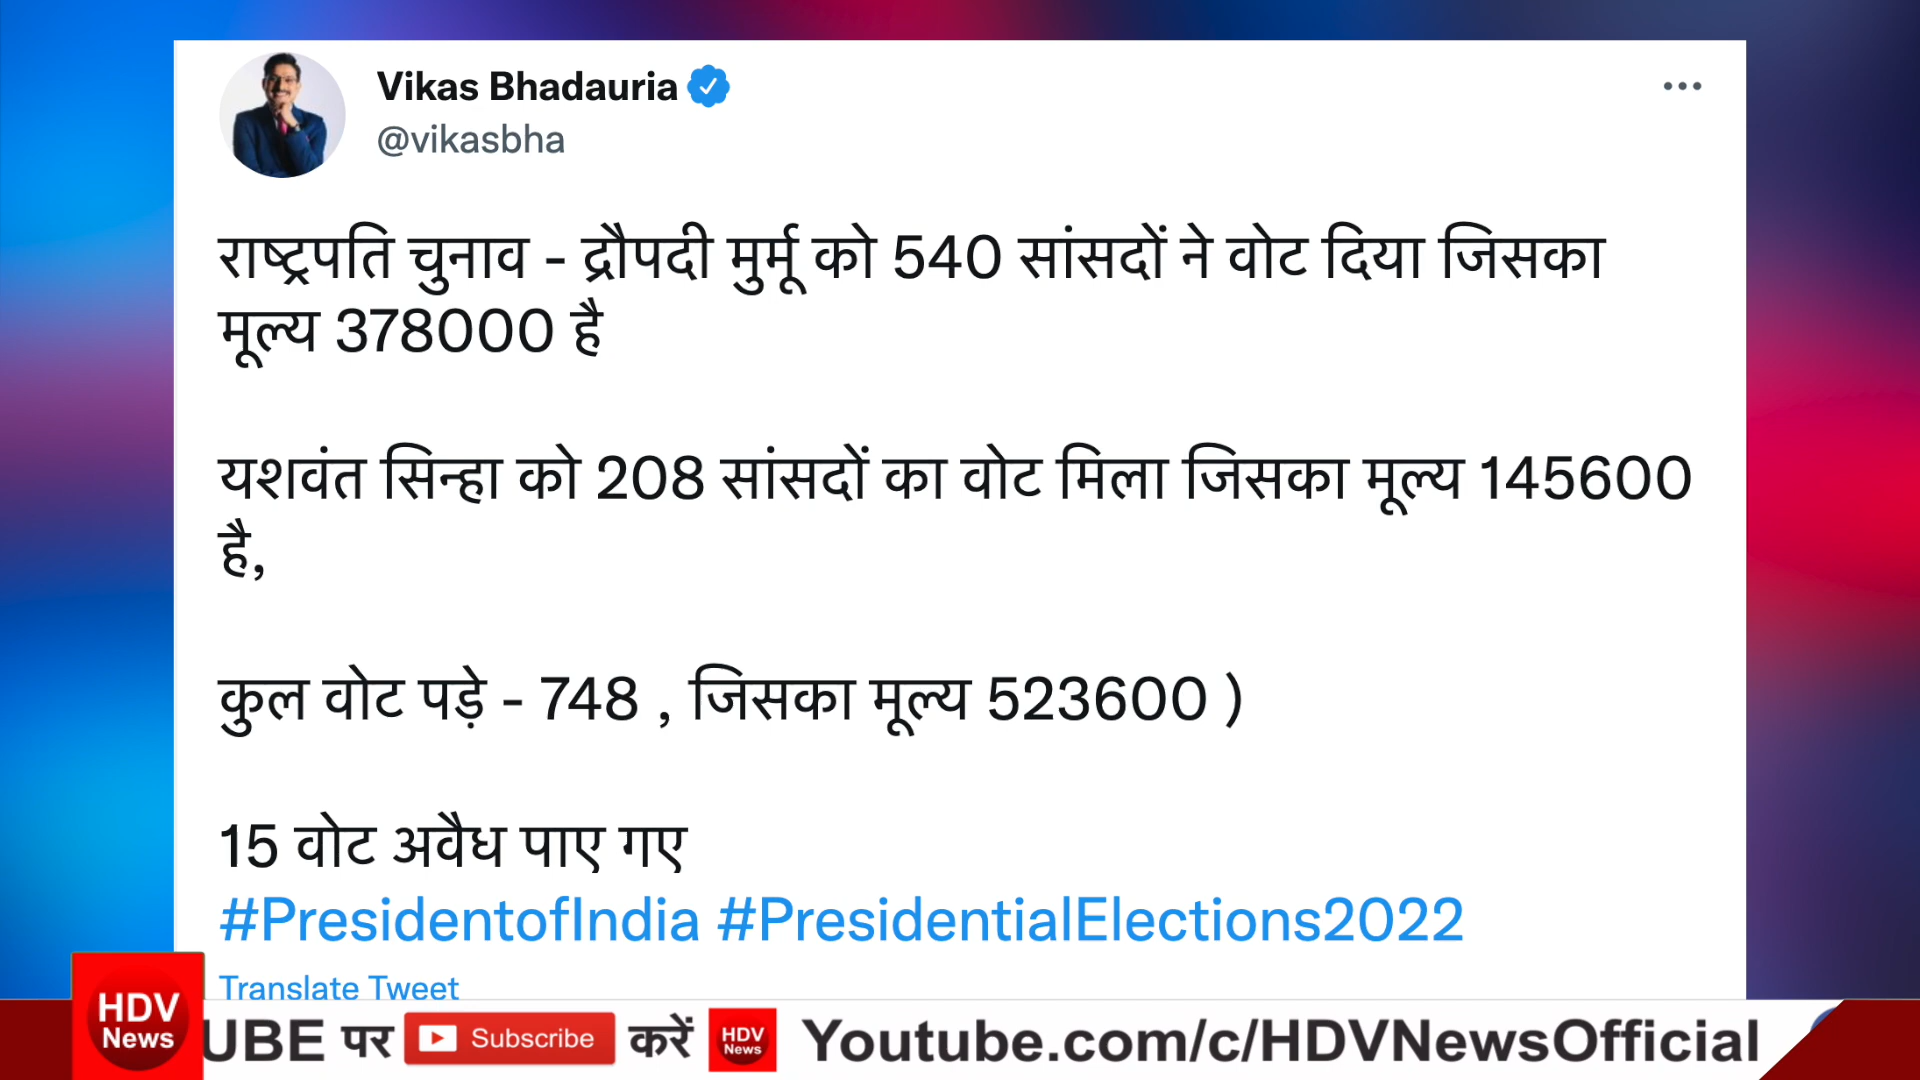 Vikas Bhadauria
@vikasbha
राष्ट्रपति चुनाव - द्रौपदी मुर्मू को 540 सांसदों ने वोट दिया जिसका
मूल्य 378000 है
यशवंत सिन्हा को 208 सांसदों का वोट मिला जिसका मूल्य 145600
है,
कुल वोट पड़े - 748 , जिसका मूल्य 523600 )
15 वोट अवैध पाए गए
#PresidentofIndia #PresidentialElections2022
Translate Tweet
HDV
News
UBE पर Subscribe करें HDV News Youtube.com/c/HDVNewsOfficial